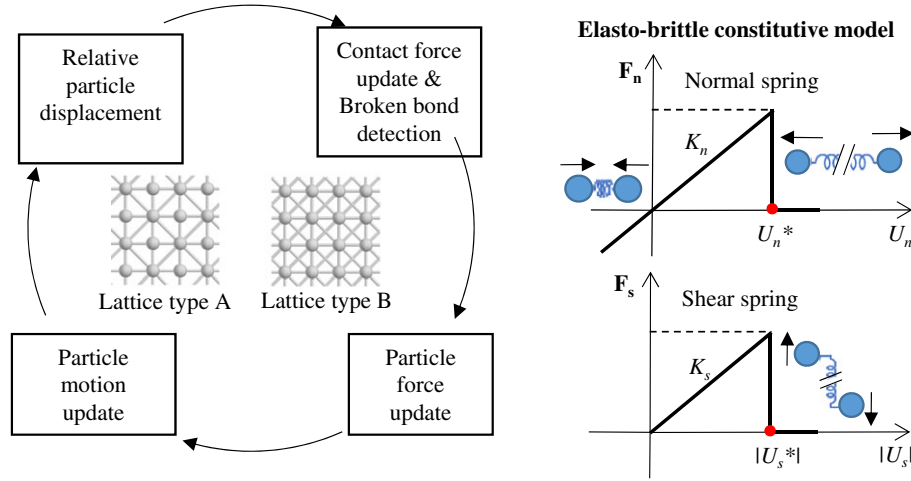 Relative
particle
displacement
Contact force
update &
Broken bond
detection
Lattice type A
Lattice type B
Particle
motion
update
Particle
force
update
Elasto-brittle constitutive model
Fn
Normal spring
Kn
Un*
Un
Fs
Shear spring
Ks
|Us*|
|Us|